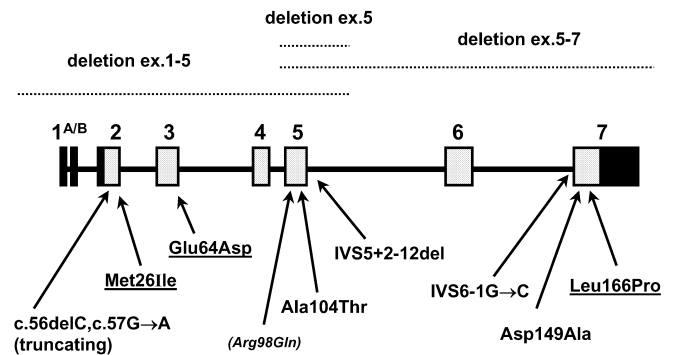 deletion ex.5
deletion ex.5-7
deletion ex.1-5
1A/B 2 3 4 5 6 7
Glu64Asp
IVS5+2-12del
Met26Ile
IVS6-1G→C
Leu166Pro
Ala104Thr
c.56delC,c.57G→A
(truncating)
(Arg98Gln)
Asp149Ala